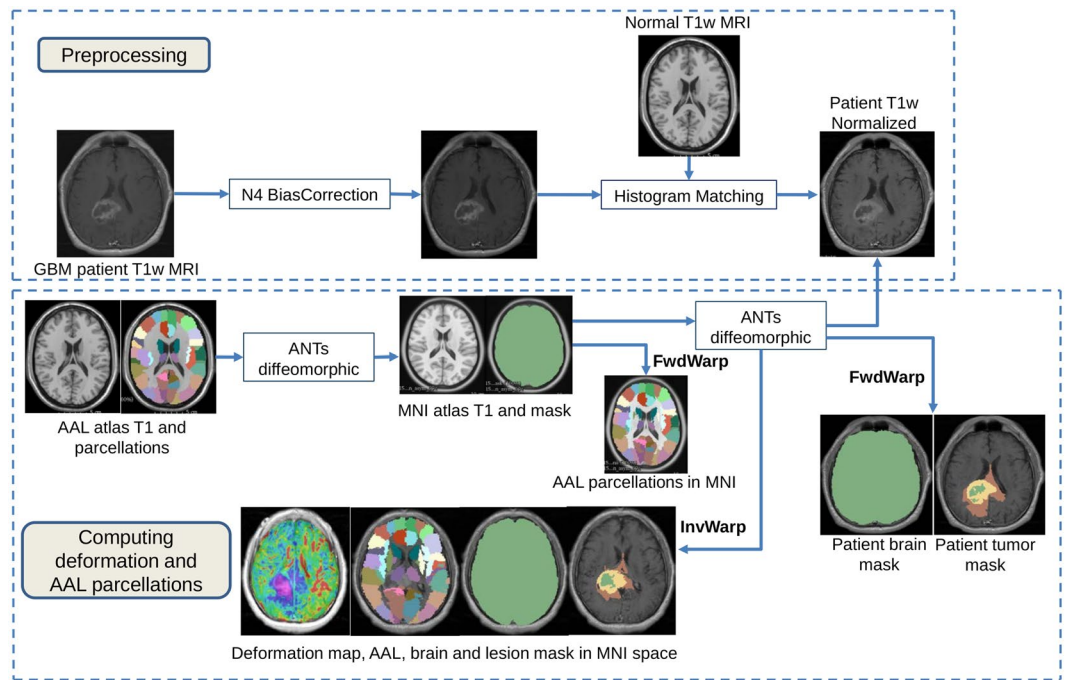 Preprocessing
Normal T1w MRI
Patient T1w
Normalized
N4 BiasCorrection
Histogram Matching
GBM patient T1w MRI
ANTs
diffeomorphic
ANTs
diffeomorphic
FwdWarp
FwdWarp
AAL atlas T1 and
parcellations
MNI atlas T1 and mask
AAL parcellations in MNI
InvWarp
Computing
deformation and
AAL parcellations
Patient brain
mask
Patient tumor
mask
Deformation map, AAL, brain and lesion mask in MNI space